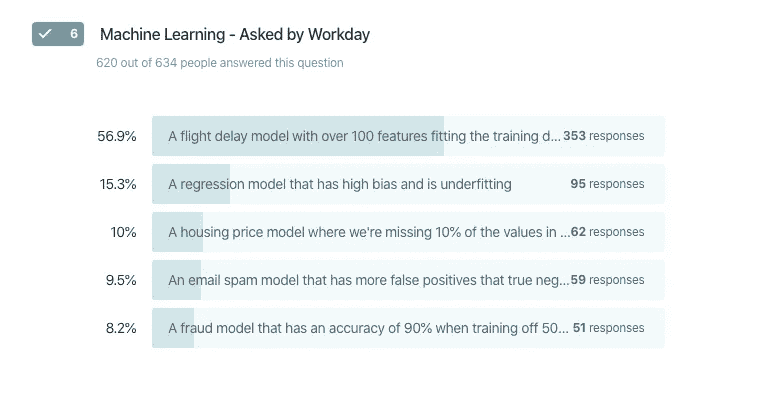 6 Machine Learning - Asked by Workday
620 out of 634 people answered this question
56.9% A flight delay model with over 100 features fitting the training d... 353 responses
15.3% A regression model that has high bias and is underfitting 95 responses
10% A housing price model where we're missing 10% of the values in ... 62 responses
9.5% An email spam model that has more false positives that true neg... 59 responses
8.2% A fraud model that has an accuracy of 90% when training off 50... 51 responses